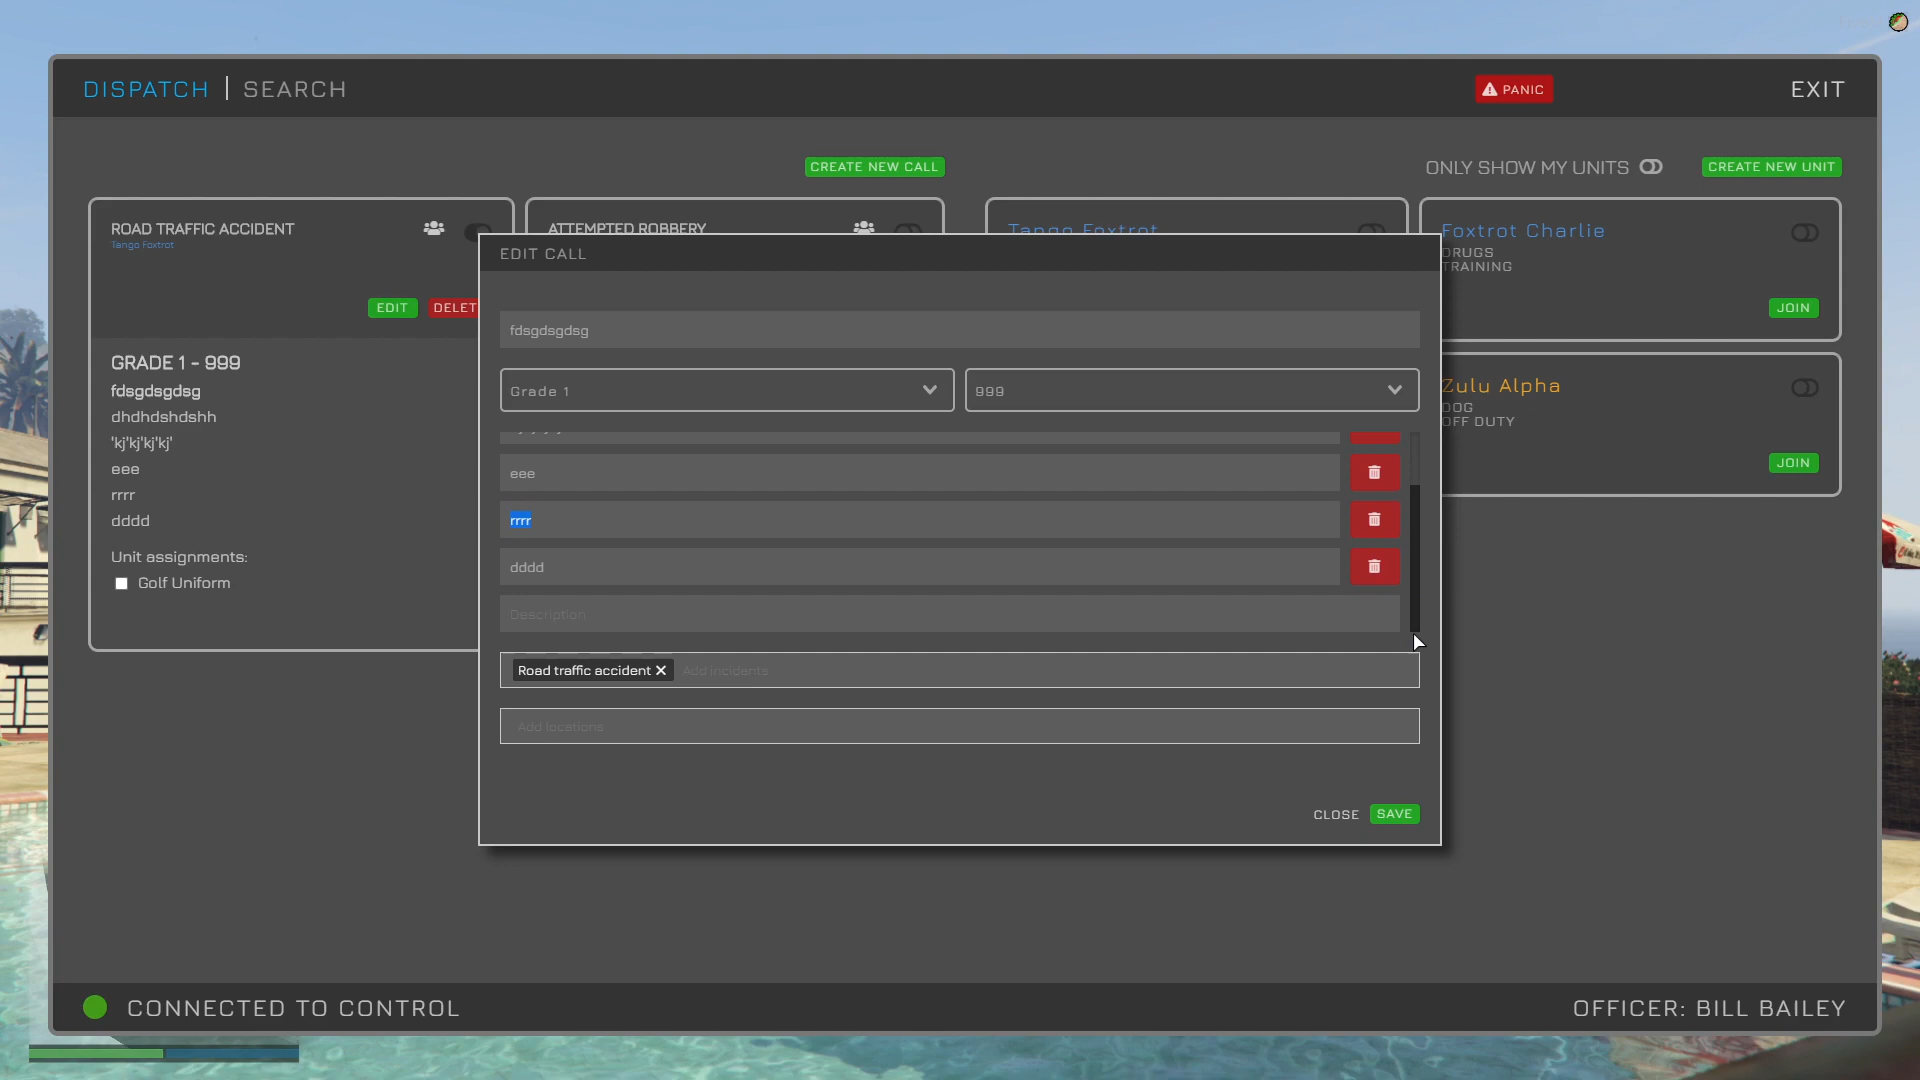 DISPATCH | SEARCH
PANIC
EXIT
CREATE NEW CALL
ONLY SHOW MY UNITS
CREATE NEW UNIT
ROAD TRAFFIC ACCIDENT
Tango Foxtrot
EDIT
DELET
GRADE 1 - 999
fdsgdsgdsg
dhdhdshdshh
'kj'kj'kj'kj'
eee
rrrr
dddd
Unit assignments:
Golf Uniform
ATTEMPTED ROBBERY
Tango Foxtrot
Foxtrot Charlie
DRUGS
TRAINING
JOIN
Zulu Alpha
DOG
OFF DUTY
JOIN
EDIT CALL
fdsgdsgdsg
Grade 1
999
eee
rrrr
dddd
Description
Road traffic accident
Add incidents
Add locations
CLOSE
SAVE
CONNECTED TO CONTROL
OFFICER: BILL BAILEY